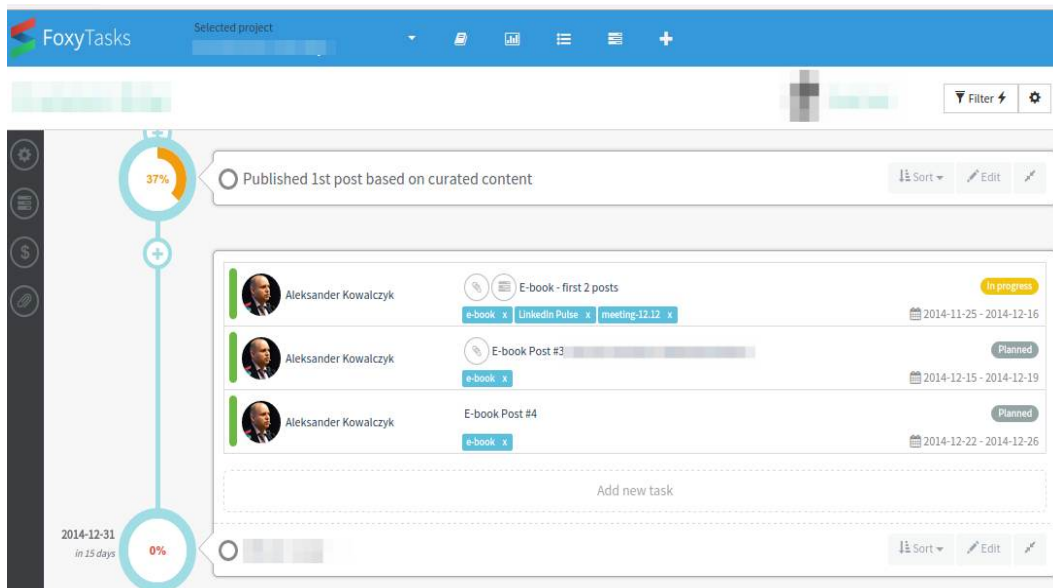 FoxyTasks
Selected project
Filter
37%
Published 1st post based on curated content
Sort
Edit
Aleksander Kowalczyk
E-book - first 2 posts
In progress
e-book x LinkedIn Pulse x meeting-12.12 x
2014-11-25 - 2014-12-16
Aleksander Kowalczyk
E-book Post #3
Planned
e-book x
2014-12-15 - 2014-12-19
Aleksander Kowalczyk
E-book Post #4
Planned
e-book x
2014-12-22 - 2014-12-26
Add new task
2014-12-31
in 15 days
0%
Sort
Edit